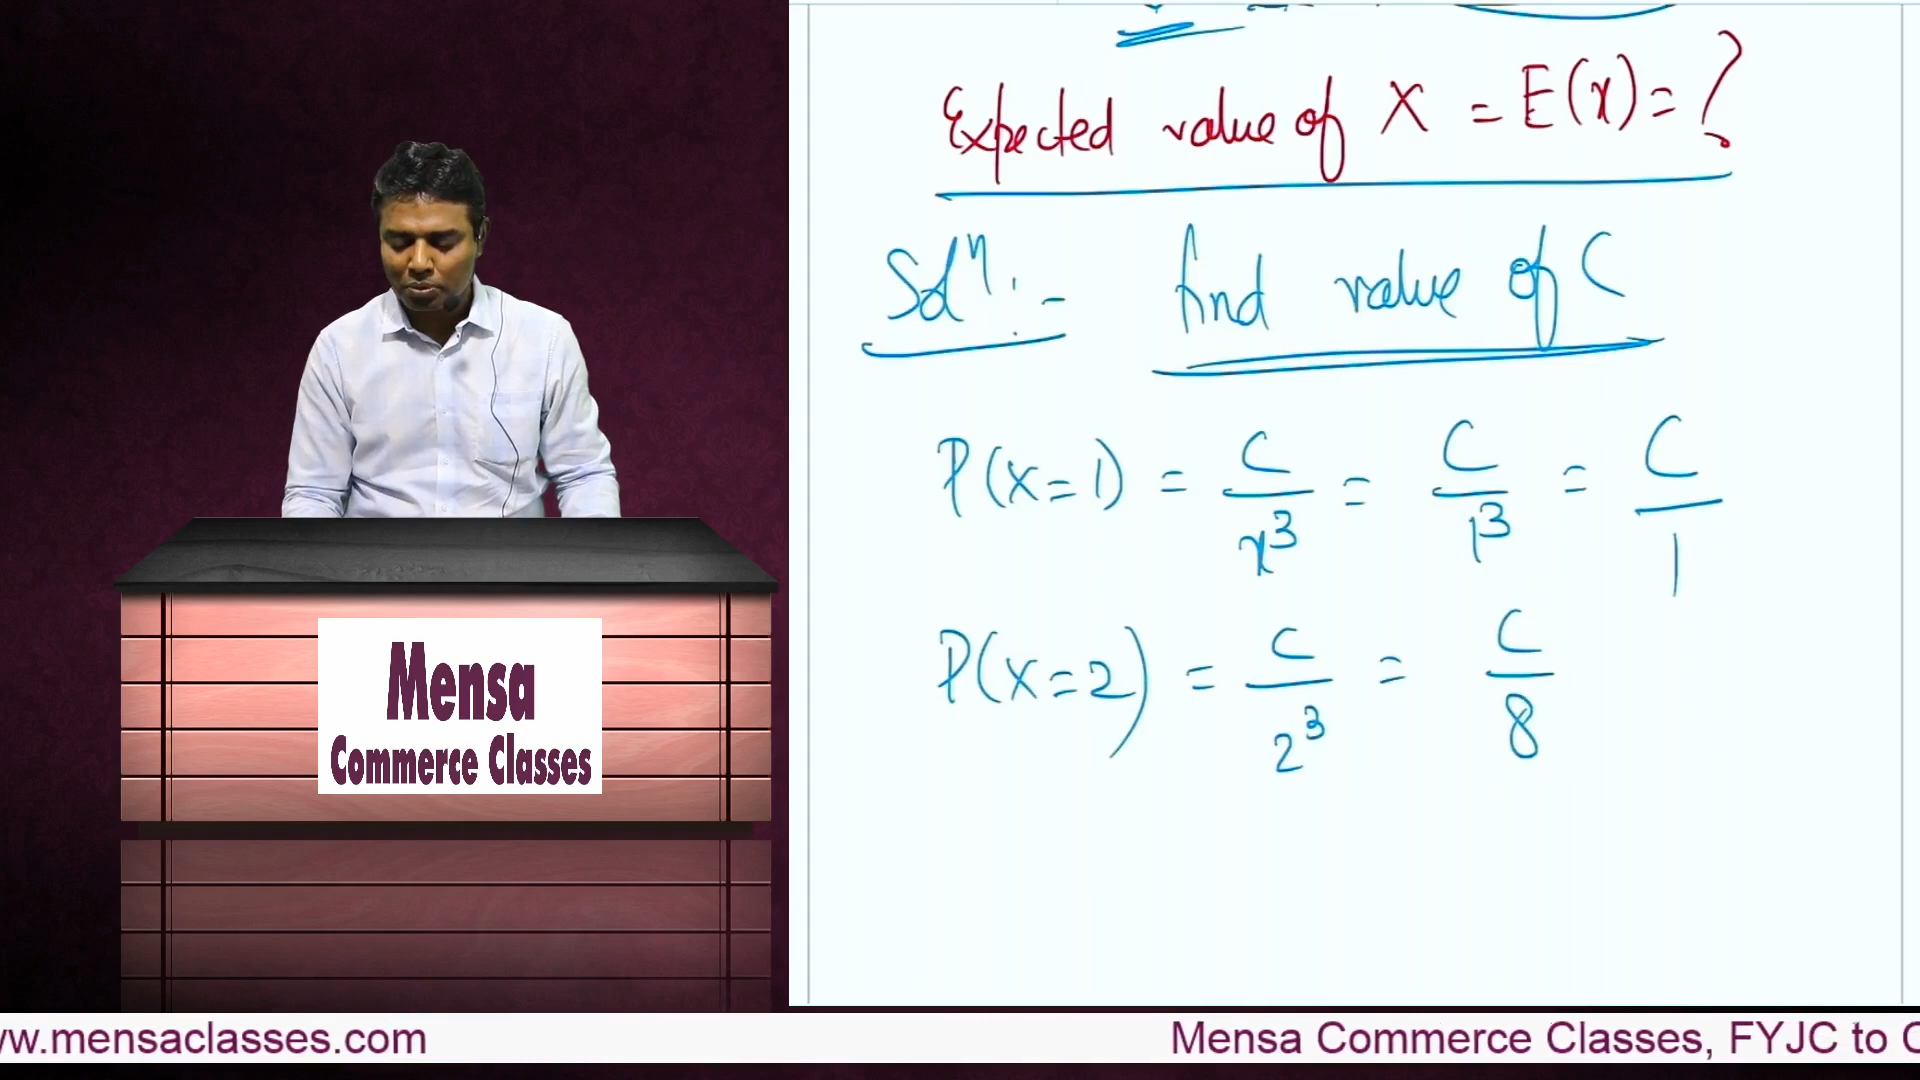 Expected value of X = E(x) = ?
Solⁿ :- find value of C
P(X=1) = C/x³ = C/1³ = C/1
P(X=2) = C/2³ = C/8
Mensa
Commerce Classes
w.mensaclasses.com
Mensa Commerce Classes, FYJC to C